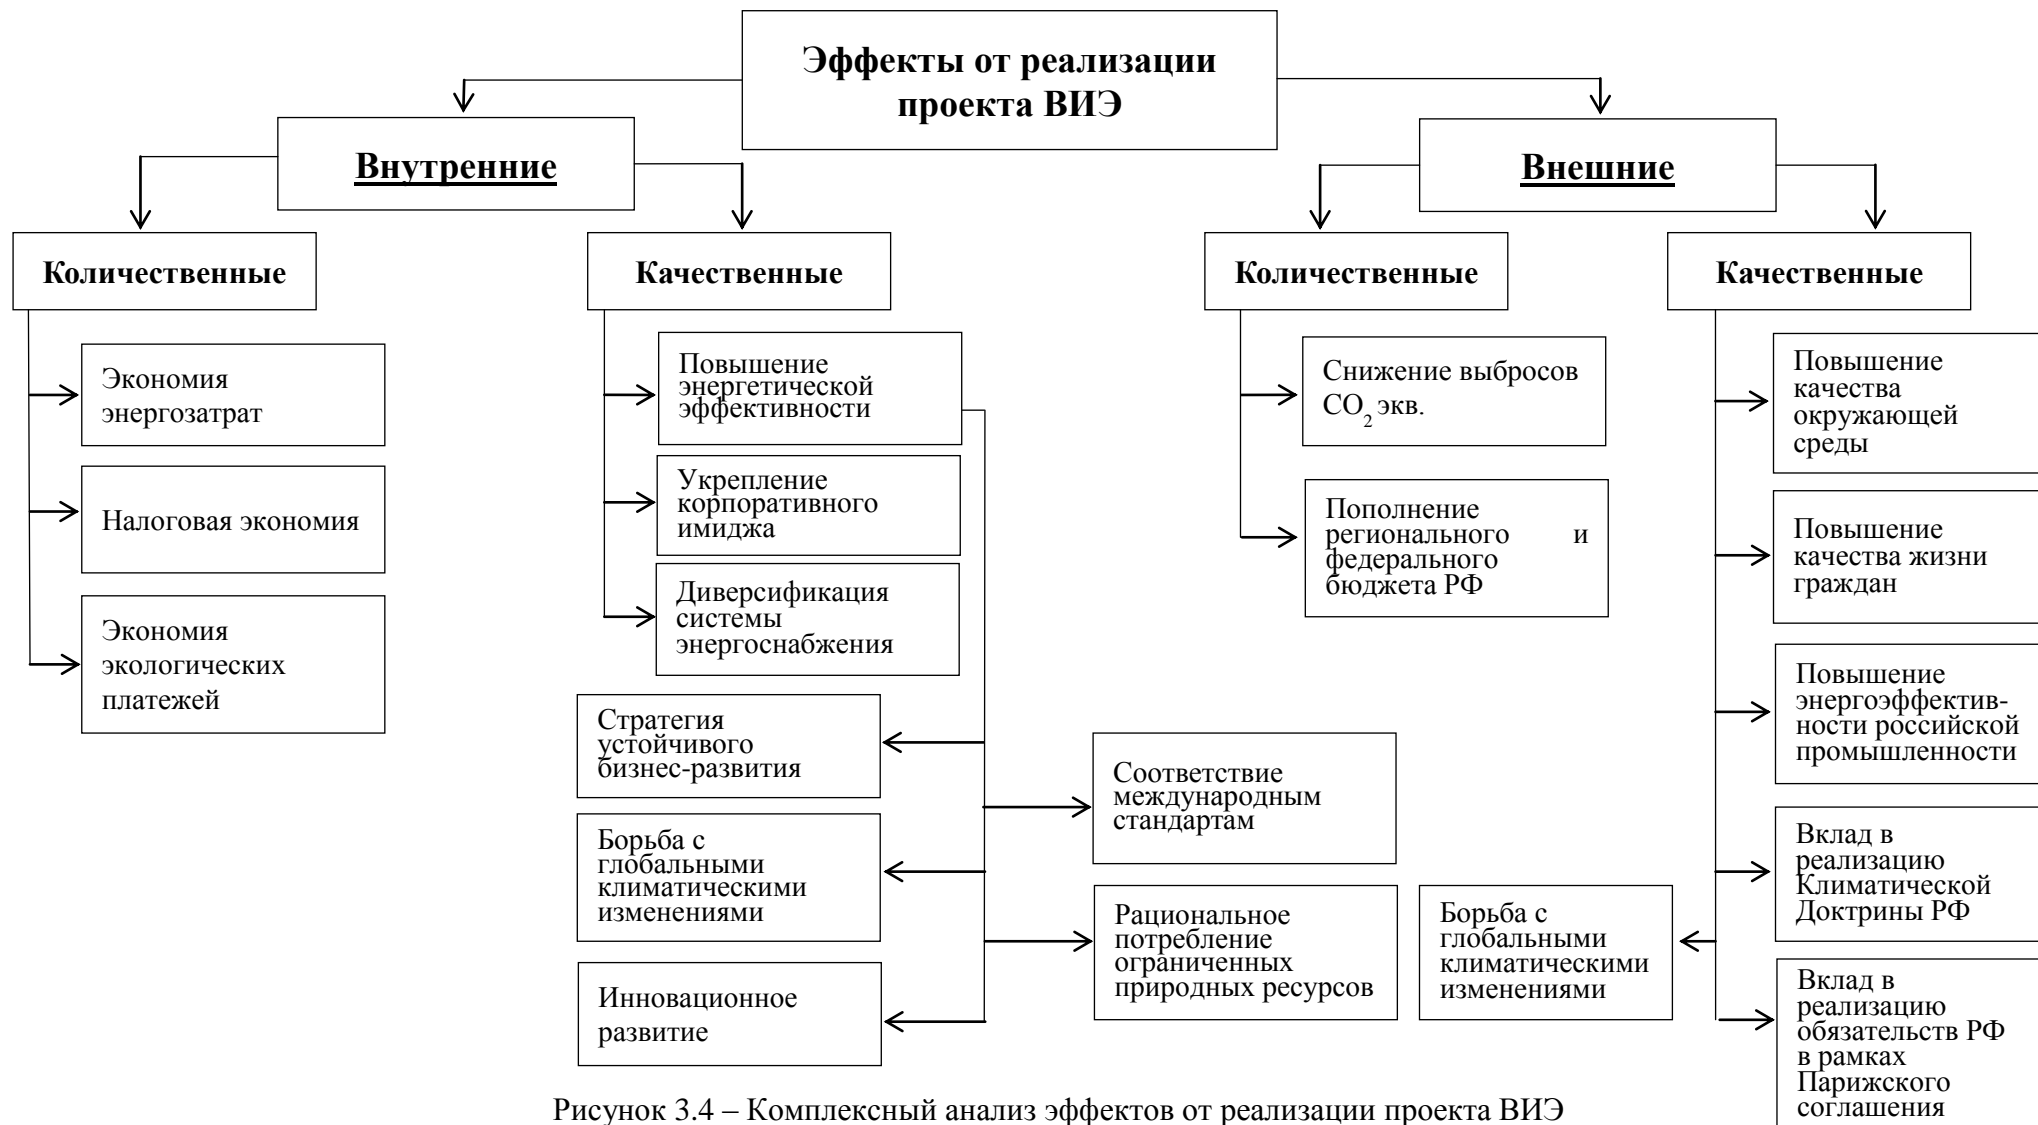 Эффекты от реализации
проекта ВИЭ
Внутренние
Внешние
Количественные
Качественные
Количественные
Качественные
Экономия
энергозатрат
Налоговая экономия
Экономия
экологических
платежей
Повышение
энергетической
эффективности
Укрепление
корпоративного
имиджа
Диверсификация
системы
энергоснабжения
Стратегия
устойчивого
бизнес-развития
Борьба с
глобальными
климатическими
изменениями
Инновационное
развитие
Соответствие
международным
стандартам
Рациональное
потребление
ограниченных
природных ресурсов
Снижение выбросов
CO₂ экв.
Пополнение
регионального и
федерального
бюджета РФ
Борьба с
глобальными
климатическими
изменениями
Повышение
качества
окружающей
среды
Повышение
качества жизни
граждан
Повышение
энергоэффектив-
ности российской
промышленности
Вклад в
реализацию
Климатической
Доктрины РФ
Вклад в
реализацию
обязательств РФ
в рамках
Парижского
соглашения
Рисунок 3.4 – Комплексный анализ эффектов от реализации проекта ВИЭ